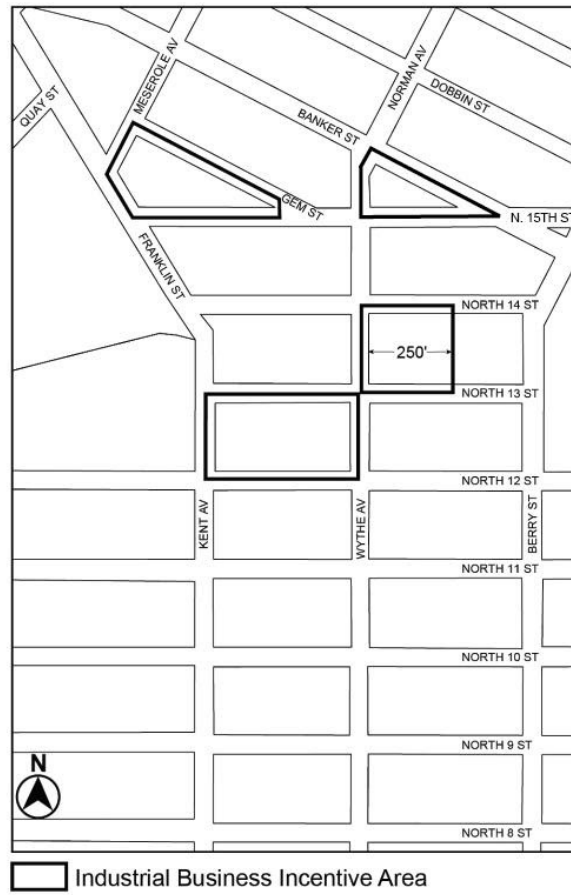 MESEROLE AV
NORMAN AV
QUAY ST
DOBBIN ST
BANKER ST
GEM ST
N. 15TH ST
FRANKLIN ST
NORTH 14 ST
250'
NORTH 13 ST
NORTH 12 ST
KENT AV
WYTHE AV
BERRY ST
NORTH 11 ST
NORTH 10 ST
NORTH 9 ST
N
NORTH 8 ST
Industrial Business Incentive Area